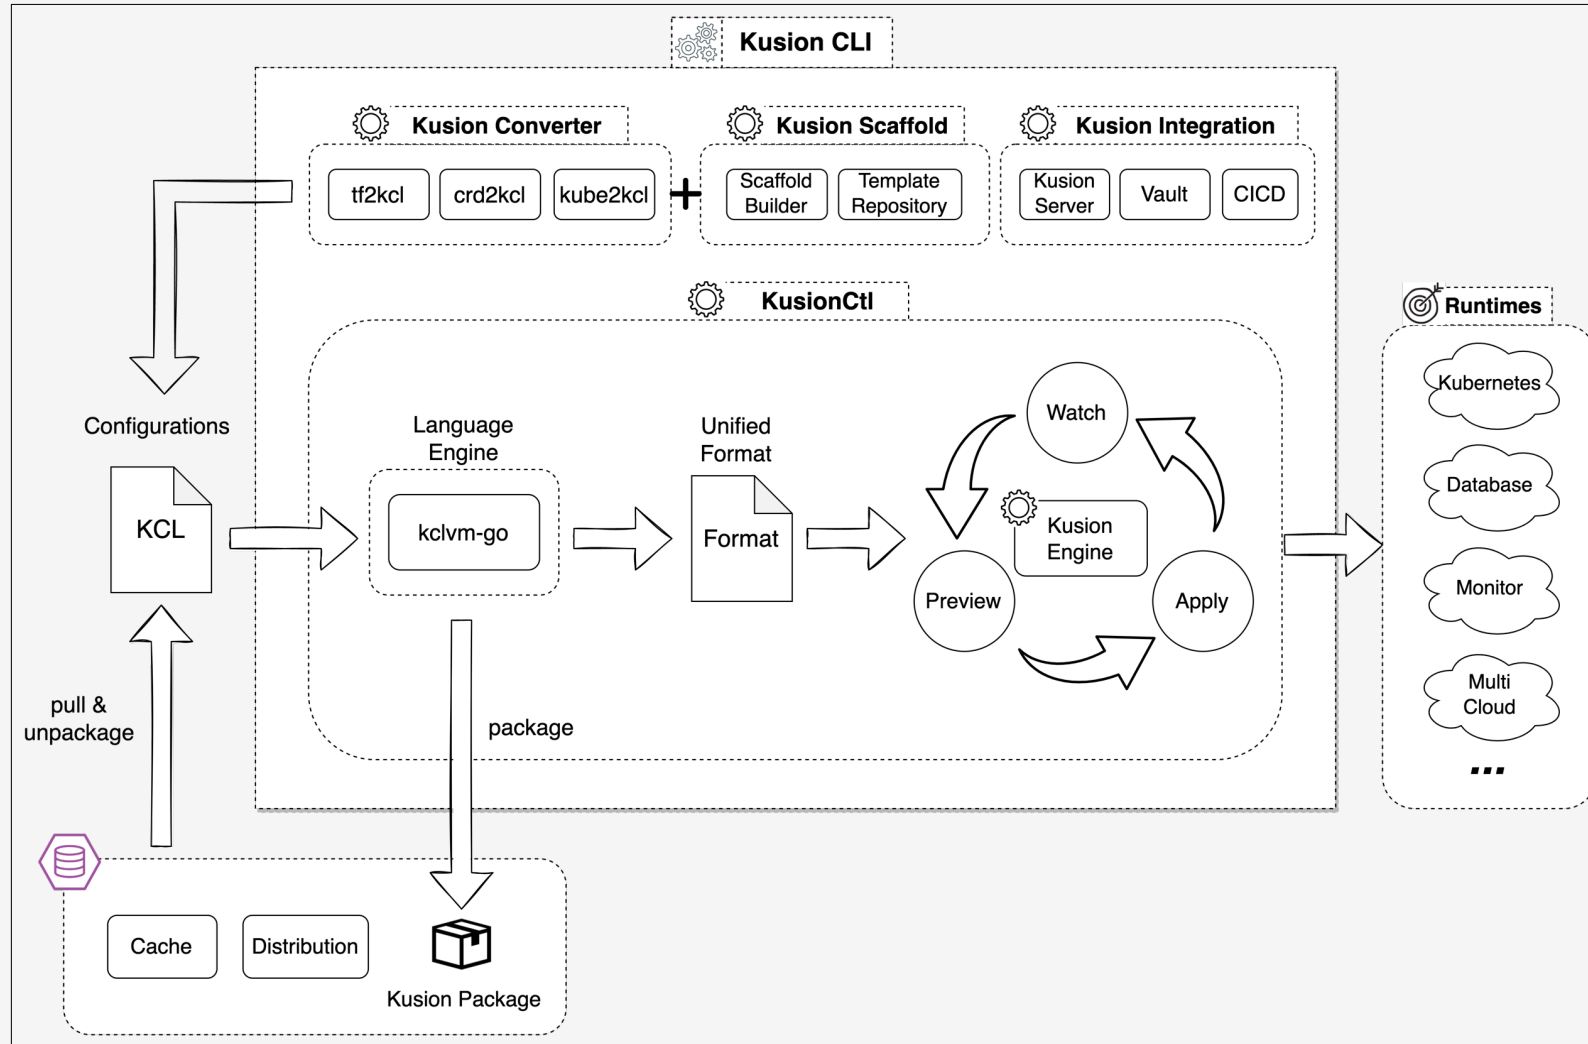 Kusion CLI
Kusion Converter
Kusion Scaffold
Kusion Integration
tf2kcl
crd2kcl
kube2kcl
+
Scaffold
Builder
Template
Repository
Kusion
Server
Vault
CICD
KusionCtl
Runtimes
Kubernetes
Database
Monitor
Multi
Cloud
...
Configurations
KCL
Language
Engine
kclvm-go
Unified
Format
Format
Watch
Kusion
Engine
Preview
Apply
pull &
unpackage
package
Cache
Distribution
Kusion Package